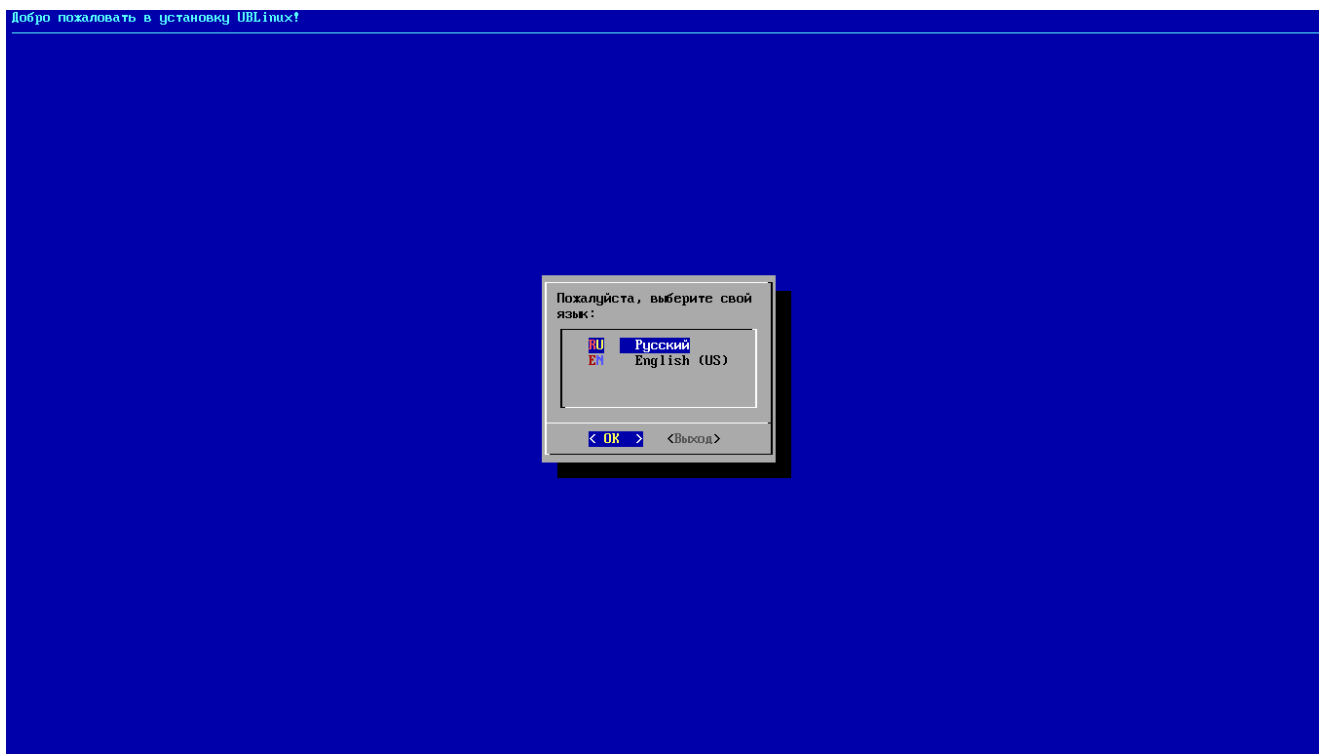 Добро пожаловать в установку UBLinux!
Пожалуйста, выберите свой
язык:
RU Русский
EN English (US)
< OK > <Выход>